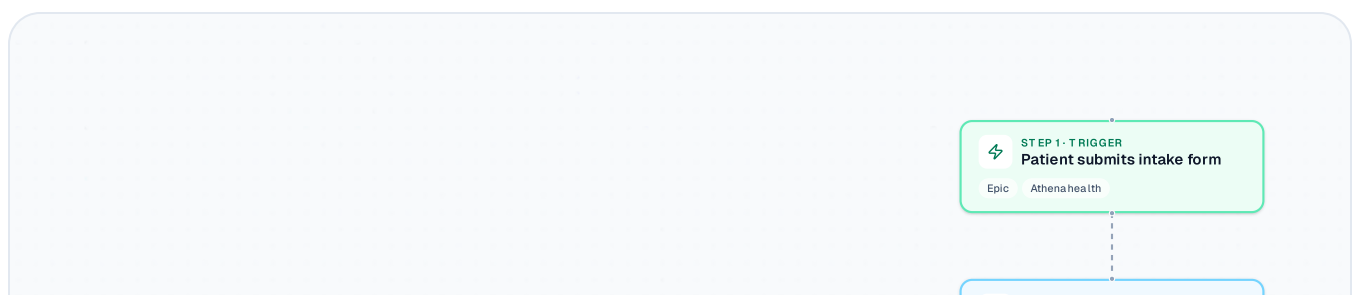 STEP 1 · TRIGGER
Patient submits intake form
Epic Athenahealth